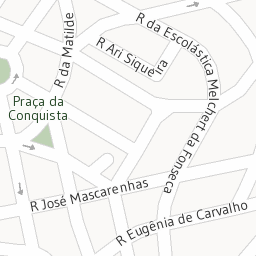 R da Escolástica Melchert da Fonseca
R da Matilde
R Ari Siqueira
Praça da
Conquista
R José Mascarenhas
R Eugênia de Carvalho